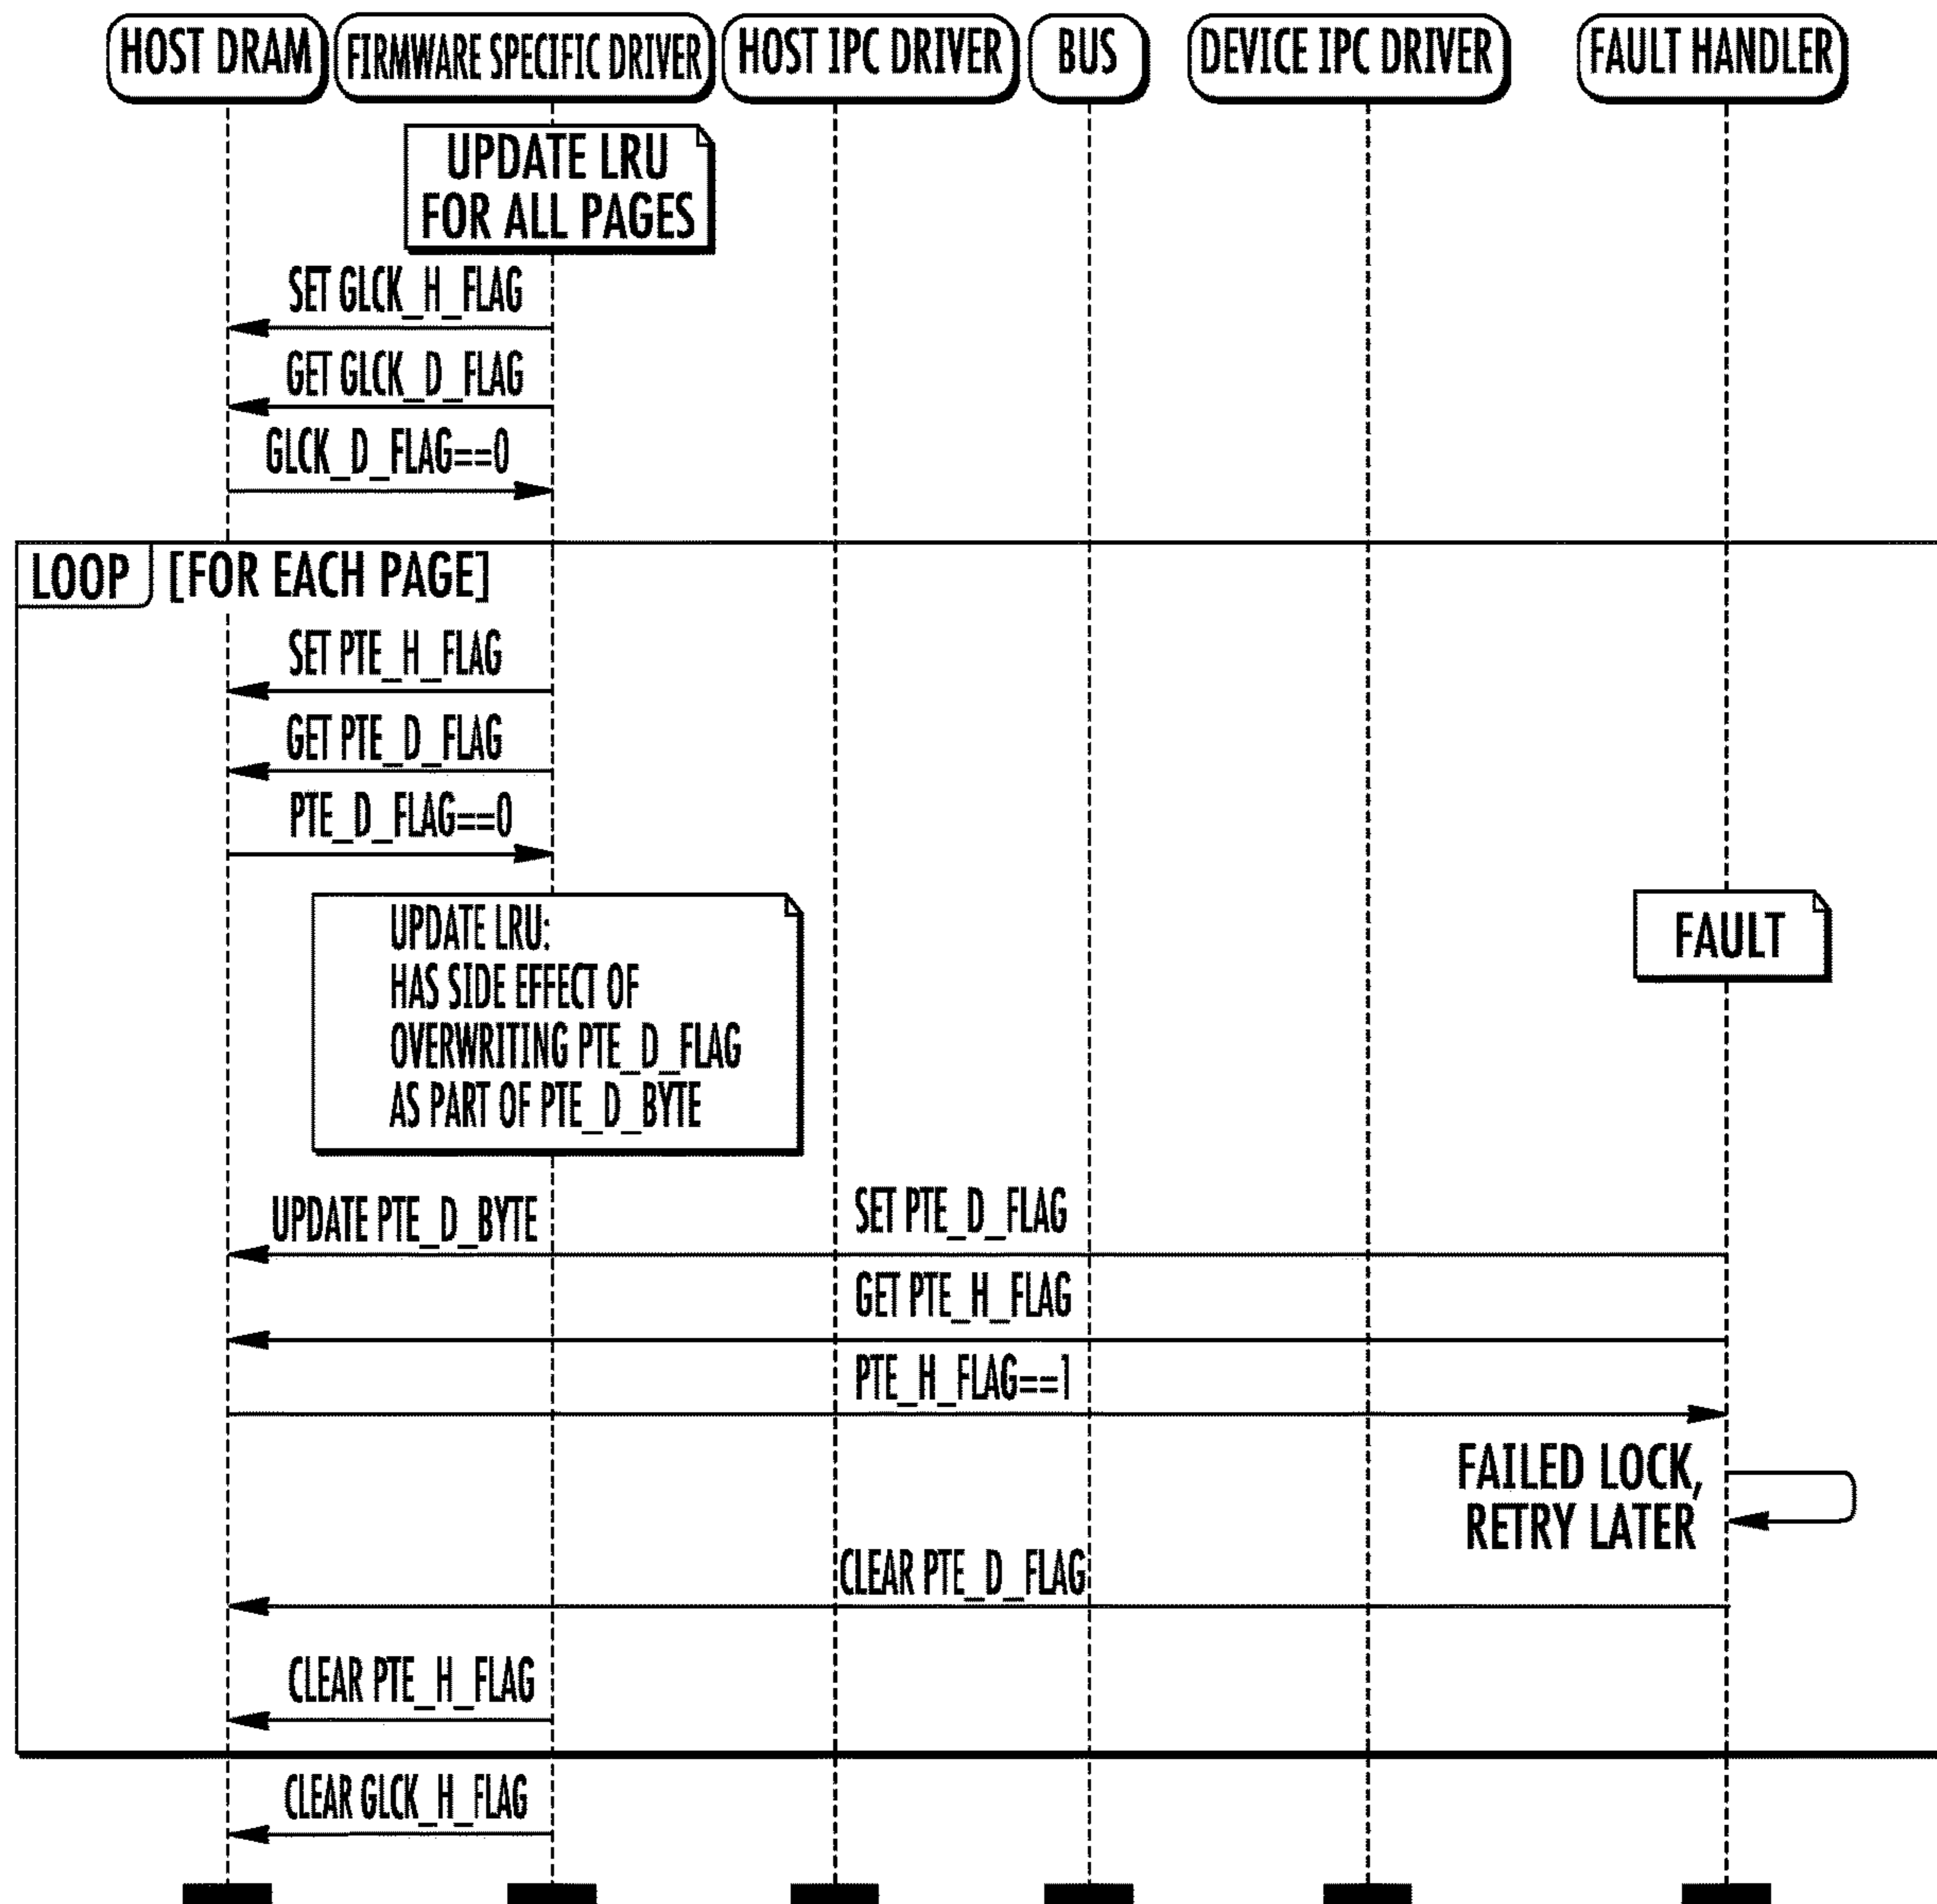 HOST DRAM
FIRMWARE SPECIFIC DRIVER
HOST IPC DRIVER
BUS
DEVICE IPC DRIVER
FAULT HANDLER
UPDATE LRU
FOR ALL PAGES
SET GLCK_H_FLAG
GET GLCK_D_FLAG
GLCK_D_FLAG==0
LOOP [FOR EACH PAGE]
SET PTE_H_FLAG
GET PTE_D_FLAG
PTE_D_FLAG==0
UPDATE LRU:
HAS SIDE EFFECT OF
OVERWRITING PTE_D_FLAG
AS PART OF PTE_D_BYTE
FAULT
UPDATE PTE_D_BYTE
SET PTE_D_FLAG
GET PTE_H_FLAG
PTE_H_FLAG==1
FAILED LOCK,
RETRY LATER
CLEAR PTE_D_FLAG
CLEAR PTE_H_FLAG
CLEAR GLCK_H_FLAG